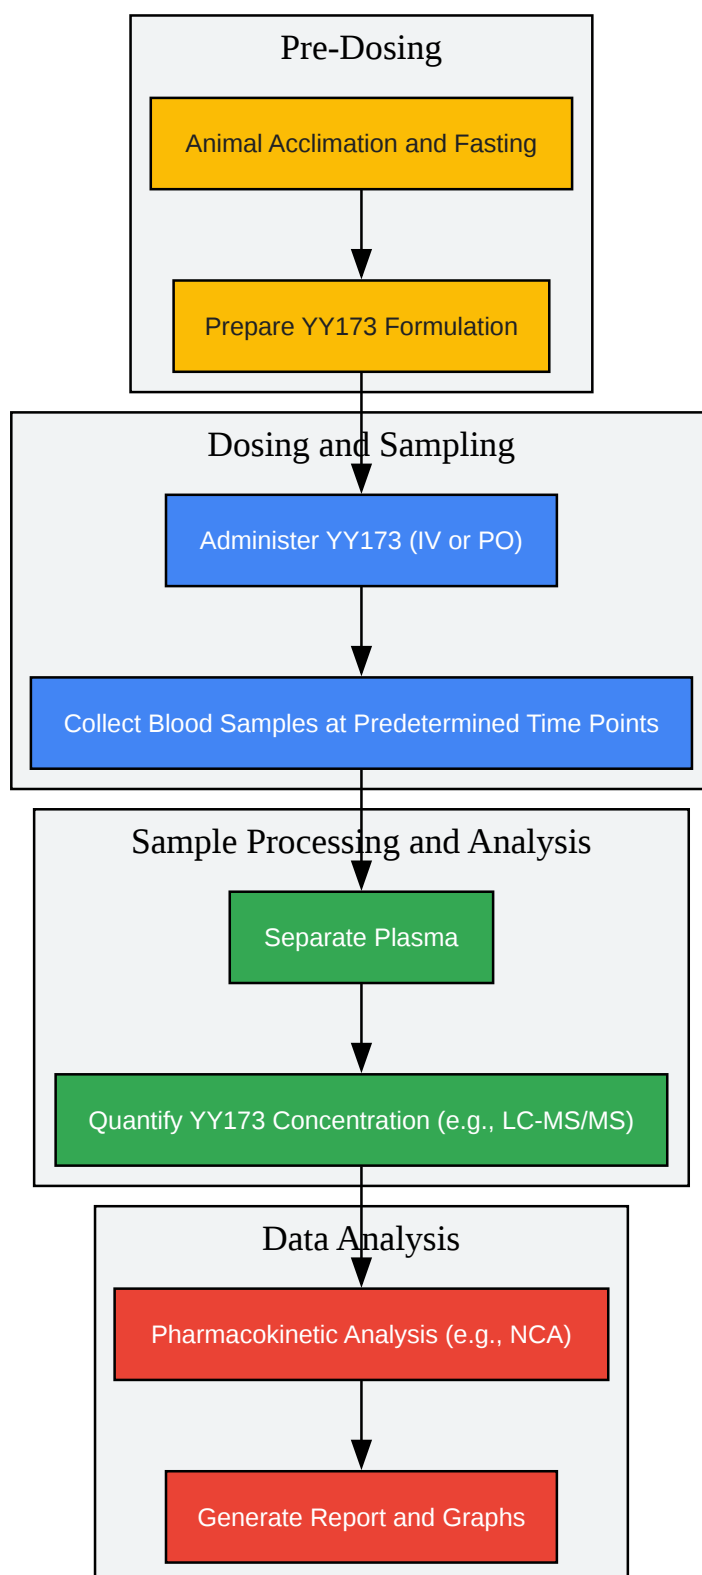 Pre-Dosing
Animal Acclimation and Fasting
Prepare YY173 Formulation
Dosing and Sampling
Administer YY173 (IV or PO)
Collect Blood Samples at Predetermined Time Points
Sample Processing and Analysis
Separate Plasma
Quantify YY173 Concentration (e.g., LC-MS/MS)
Data Analysis
Pharmacokinetic Analysis (e.g., NCA)
Generate Report and Graphs